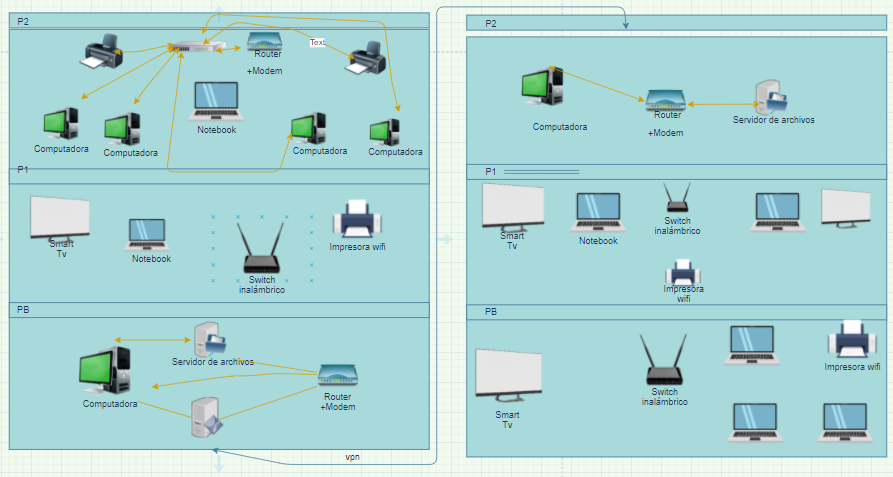 P2
Text
Router
+Modem
Notebook
Computadora
Computadora
Computadora
Computadora
P1
Smart
Tv
Notebook
Switch
inalámbrico
Impresora wifi
PB
Servidor de archivos
Computadora
Router
+Modem
vpn
P2
Computadora
Router
+Modem
Servidor de archivos
P1
Smart
Tv
Notebook
Switch
inalámbrico
Impresora
wifi
PB
Smart
Tv
Switch
inalámbrico
Impresora wifi